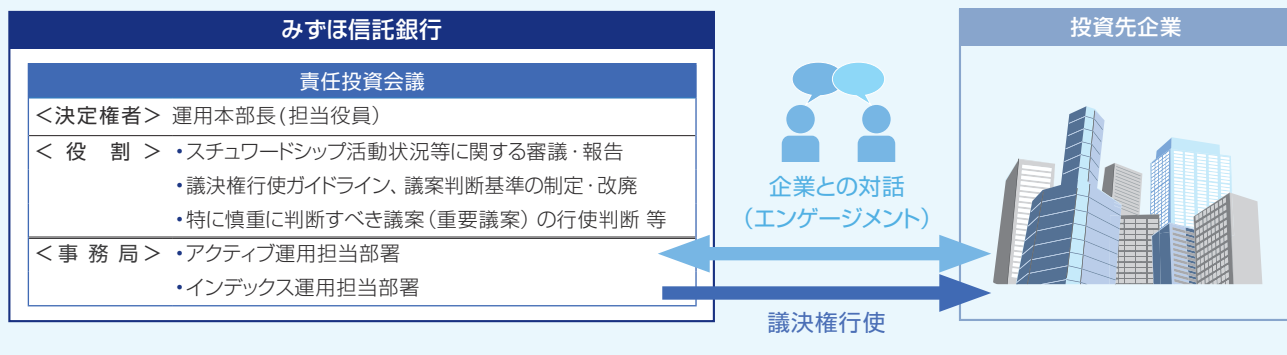 みずほ信託銀行
責任投資会議
＜決定権者＞ 運用本部長(担当役員)
＜役割＞ •スチュワードシップ活動状況等に関する審議・報告
•議決権行使ガイドライン、議案判断基準の制定・改廃
•特に慎重に判断すべき議案(重要議案)の行使判断 等
＜事務局＞ •アクティブ運用担当部署
•インデックス運用担当部署
企業との対話
(エンゲージメント)
議決権行使
投資先企業